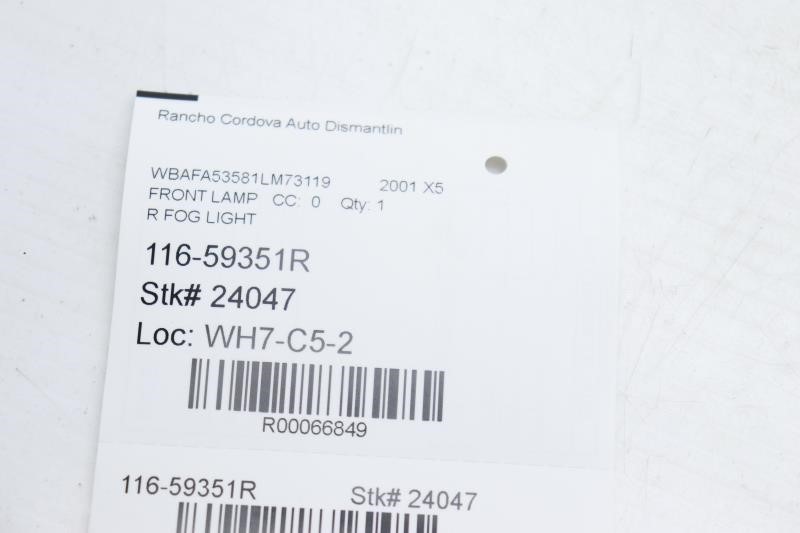 Rancho Cordova Auto Dismantlin
WBAFA53581LM73119 2001 X5
FRONT LAMP CC: 0 Qty: 1
R FOG LIGHT
116-59351R
Stk# 24047
Loc: WH7-C5-2
R00066849
116-59351R Stk# 24047